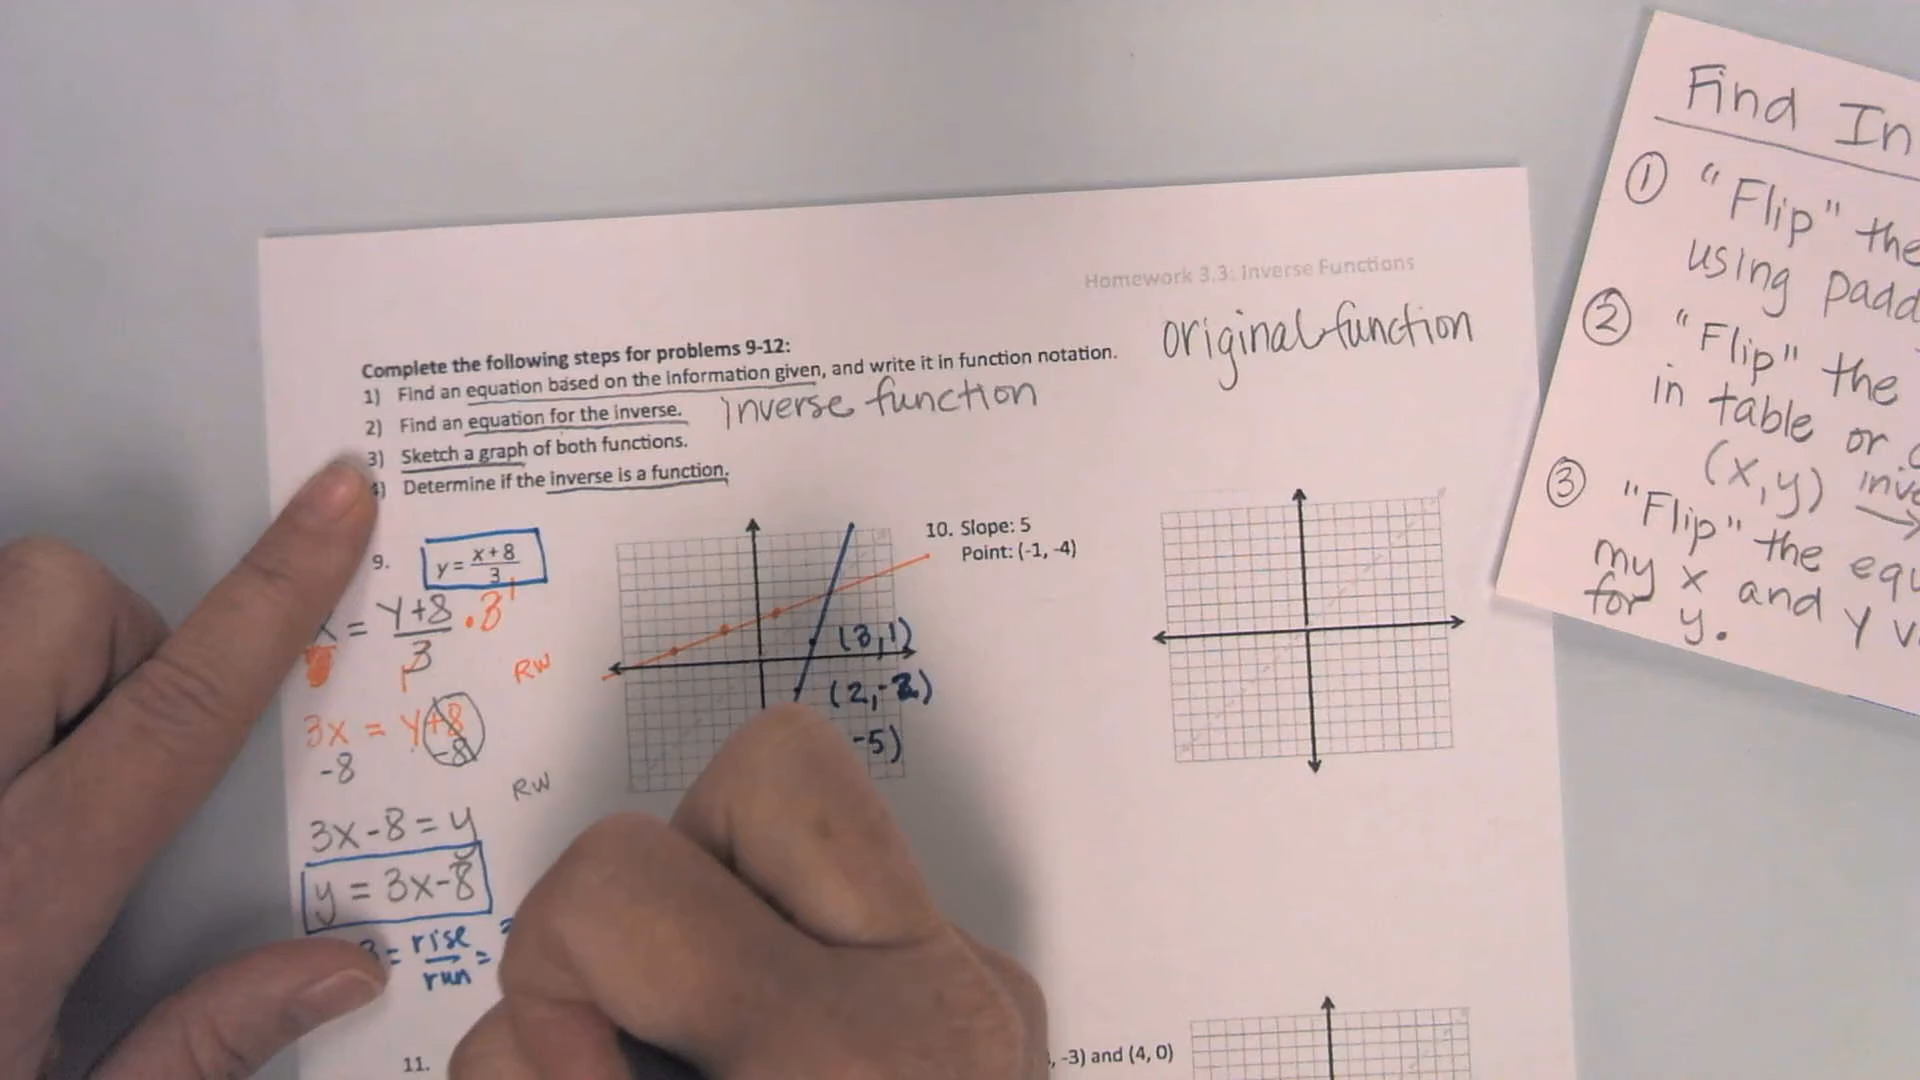 Homework 3.3: Inverse Functions
original function
Complete the following steps for problems 9-12:
1) Find an equation based on the information given, and write it in function notation.
2) Find an equation for the inverse. inverse function
3) Sketch a graph of both functions.
4) Determine if the inverse is a function.
9. y = x + 8 / 3
x = y+8 / 3 • 3
RW
3x = y+8
-8 -8
RW
3x - 8 = y
y = 3x - 8
= rise / run =
(3,1)
(2,-2)
-5)
10. Slope: 5
Point: (-1, -4)
11.
, -3) and (4, 0)
Find In
① "Flip" the
using
② "Flip" the
in table or
(x,y)
③ "Flip" the equ
my x and y v
for y.